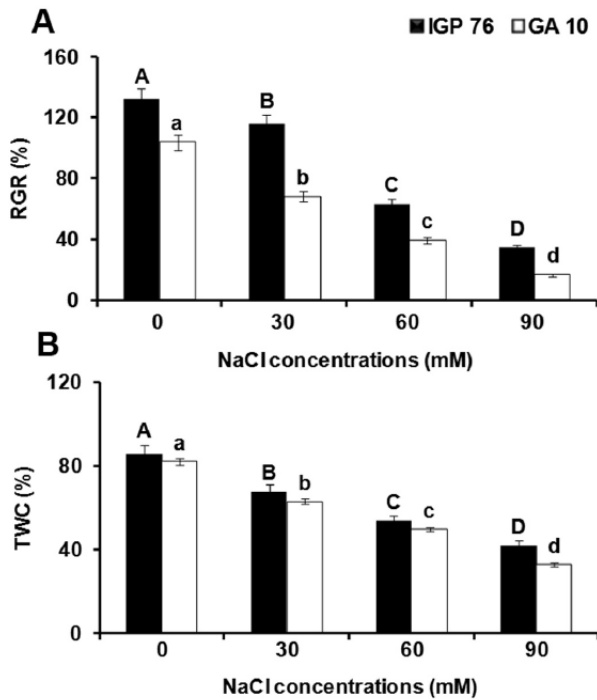 A
IGP 76 GA 10
160
120
80
40
0
RGR (%)
A
a
B
b
C
c
D
d
0 30 60 90
NaCl concentrations (mM)
B
120
80
40
0
TWC (%)
A
a
B
b
C
c
D
d
0 30 60 90
NaCl concentrations (mM)